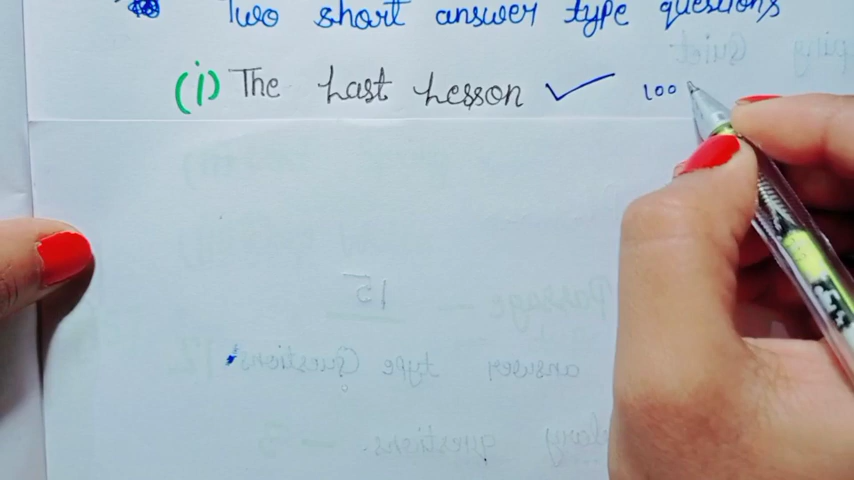 Two short answer type questions
(i) The Last Lesson ✓ 100